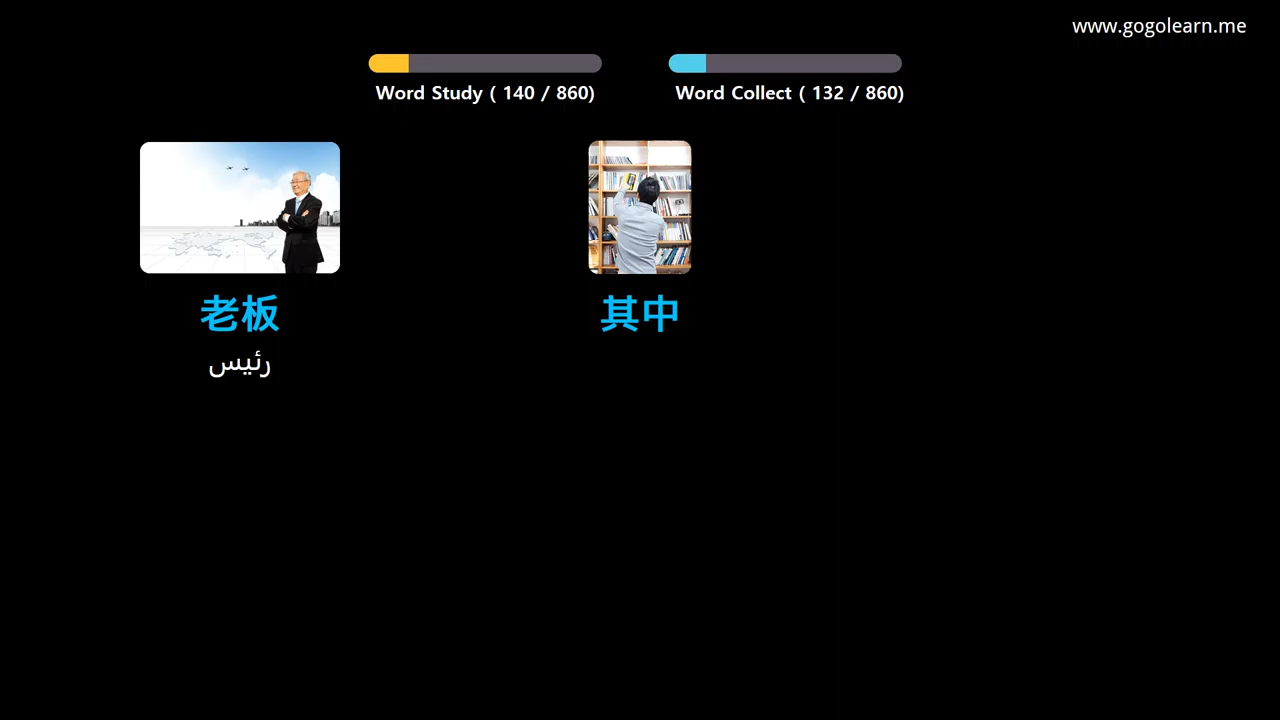 www.gogolearn.me
Word Study ( 140 / 860)
Word Collect ( 132 / 860)
老板
رئيس
其中